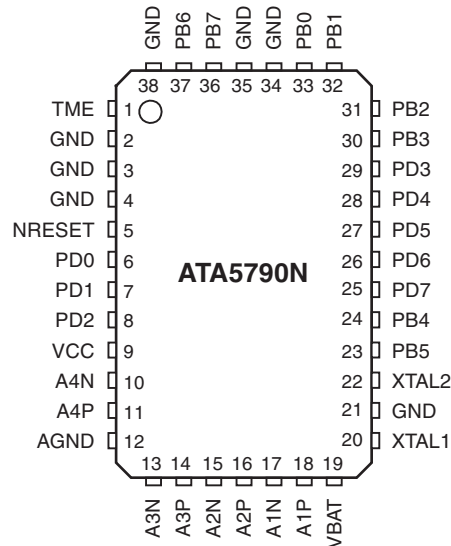 GND PB6 PB7 GND GND PB0 PB1
38 37 36 35 34 33 32
TME 1 31 PB2
GND 2 30 PB3
GND 3 29 PD3
GND 4 28 PD4
NRESET 5 27 PD5
PD0 6 26 PD6
ATA5790N
PD1 7 25 PD7
PD2 8 24 PB4
VCC 9 23 PB5
A4N 10 22 XTAL2
A4P 11 21 GND
AGND 12 20 XTAL1
13 14 15 16 17 18 19
A3N A3P A2N A2P A1N A1P VBAT